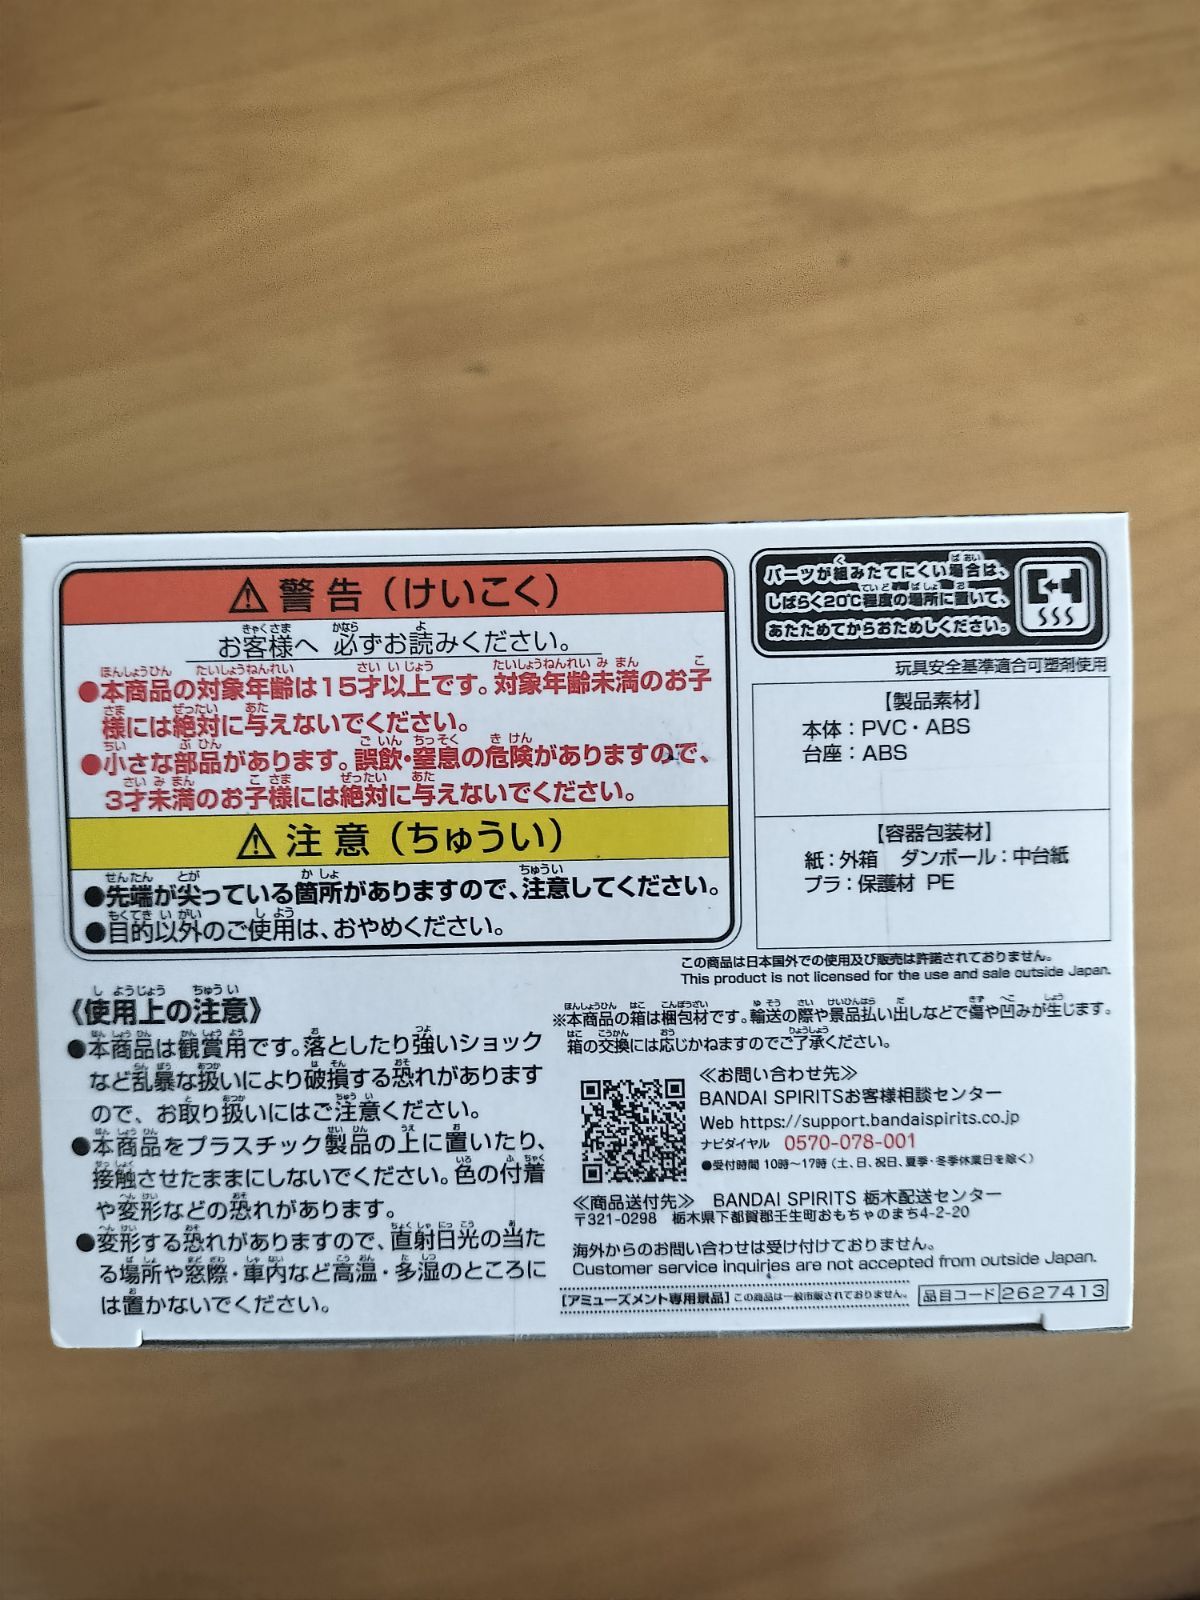 ⚠警告(けいこく)
お客様へ 必ずお読みください。
●本商品の対象年齢は15才以上です。対象年齢未満のお子
様には絶対に与えないでください。
●小さな部品があります。誤飲・窒息の危険がありますので、
3才未満のお子様には絶対に与えないでください。
⚠注意(ちゅうい)
●先端が尖っている箇所がありますので、注意してください。
●目的以外のご使用は、おやめください。
パーツが組みたてにくい場合は、
しばらく20℃程度の場所に置いて、
あたためてからおためしください。
玩具安全基準適合可塑剤使用
【製品素材】
本体:PVC・ABS
台座:ABS
【容器包装材】
紙:外箱 ダンボール:中台紙
プラ:保護材 PE
この商品は日本国外での使用及び販売は許諾されておりません。
This product is not licensed for the use and sale outside Japan.
《使用上の注意》
●本商品は観賞用です。落としたり強いショック
など乱暴な扱いにより破損する恐れがあります
ので、お取り扱いにはご注意ください。
●本商品をプラスチック製品の上に置いたり、
接触させたままにしないでください。色の付着
や変形などの恐れがあります。
●変形する恐れがありますので、直射日光の当た
る場所や窓際・車内など高温・多湿のところに
は置かないでください。
※本商品の箱は梱包材です。輸送の際や景品払い出しなどで傷や凹みが生じます。
箱の交換には応じかねますのでご了承ください。
≪お問い合わせ先≫
BANDAI SPIRITSお客様相談センター
Web https://support.bandaispirits.co.jp
ナビダイヤル 0570-078-001
●受付時間 10時～17時(土、日、祝日、夏季・冬季休業日を除く)
≪商品送付先≫ BANDAI SPIRITS 栃木配送センター
〒321-0298 栃木県下都賀郡壬生町おもちゃのまち4-2-20
海外からのお問い合わせは受け付けておりません。
Customer service inquiries are not accepted from outside Japan.
[アミューズメント専用景品] この商品は一般市販されておりません。
品目コード 2627413